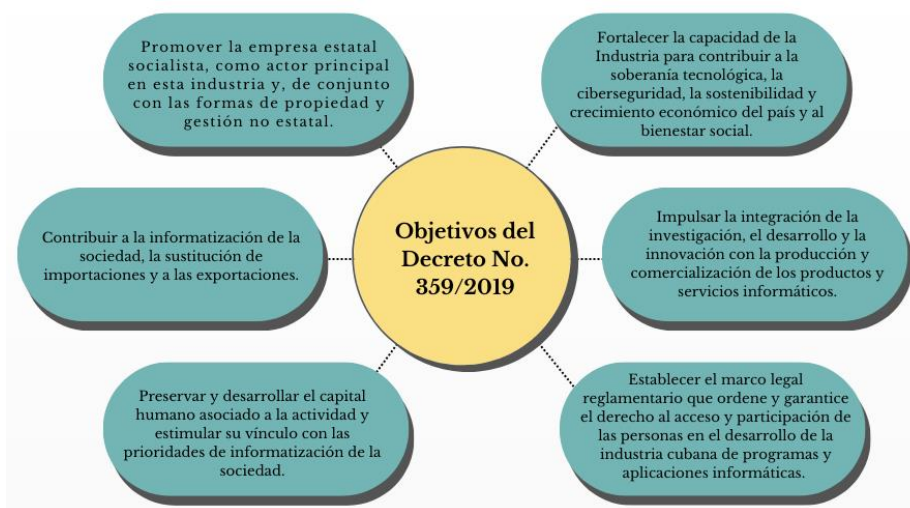 Promover la empresa estatal
socialista, como actor principal
en esta industria y, de conjunto
con las formas de propiedad y
gestión no estatal.
Fortalecer la capacidad de la
Industria para contribuir a la
soberanía tecnológica, la
ciberseguridad, la sostenibilidad y
crecimiento económico del país y al
bienestar social.
Contribuir a la informatización de la
sociedad, la sustitución de
importaciones y a las exportaciones.
Objetivos del
Decreto No.
359/2019
Impulsar la integración de la
investigación, el desarrollo y la
innovación con la producción y
comercialización de los productos y
servicios informáticos.
Preservar y desarrollar el capital
humano asociado a la actividad y
estimular su vínculo con las
prioridades de informatización de la
sociedad.
Establecer el marco legal
reglamentario que ordene y garantice
el derecho al acceso y participación de
las personas en el desarrollo de la
industria cubana de programas y
aplicaciones informáticas.